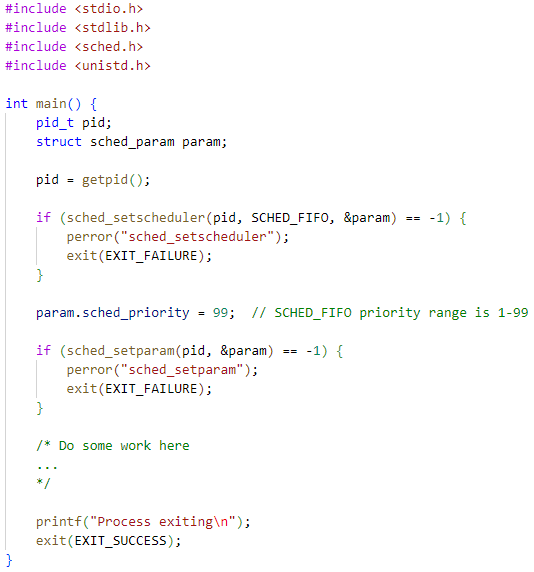 #include <stdio.h>
#include <stdlib.h>
#include <sched.h>
#include <unistd.h>

int main() {
    pid_t pid;
    struct sched_param param;

    pid = getpid();

    if (sched_setscheduler(pid, SCHED_FIFO, &param) == -1) {
        perror("sched_setscheduler");
        exit(EXIT_FAILURE);
    }

    param.sched_priority = 99;  // SCHED_FIFO priority range is 1-99

    if (sched_setparam(pid, &param) == -1) {
        perror("sched_setparam");
        exit(EXIT_FAILURE);
    }

    /* Do some work here
    ...
    */

    printf("Process exiting\n");
    exit(EXIT_SUCCESS);
}